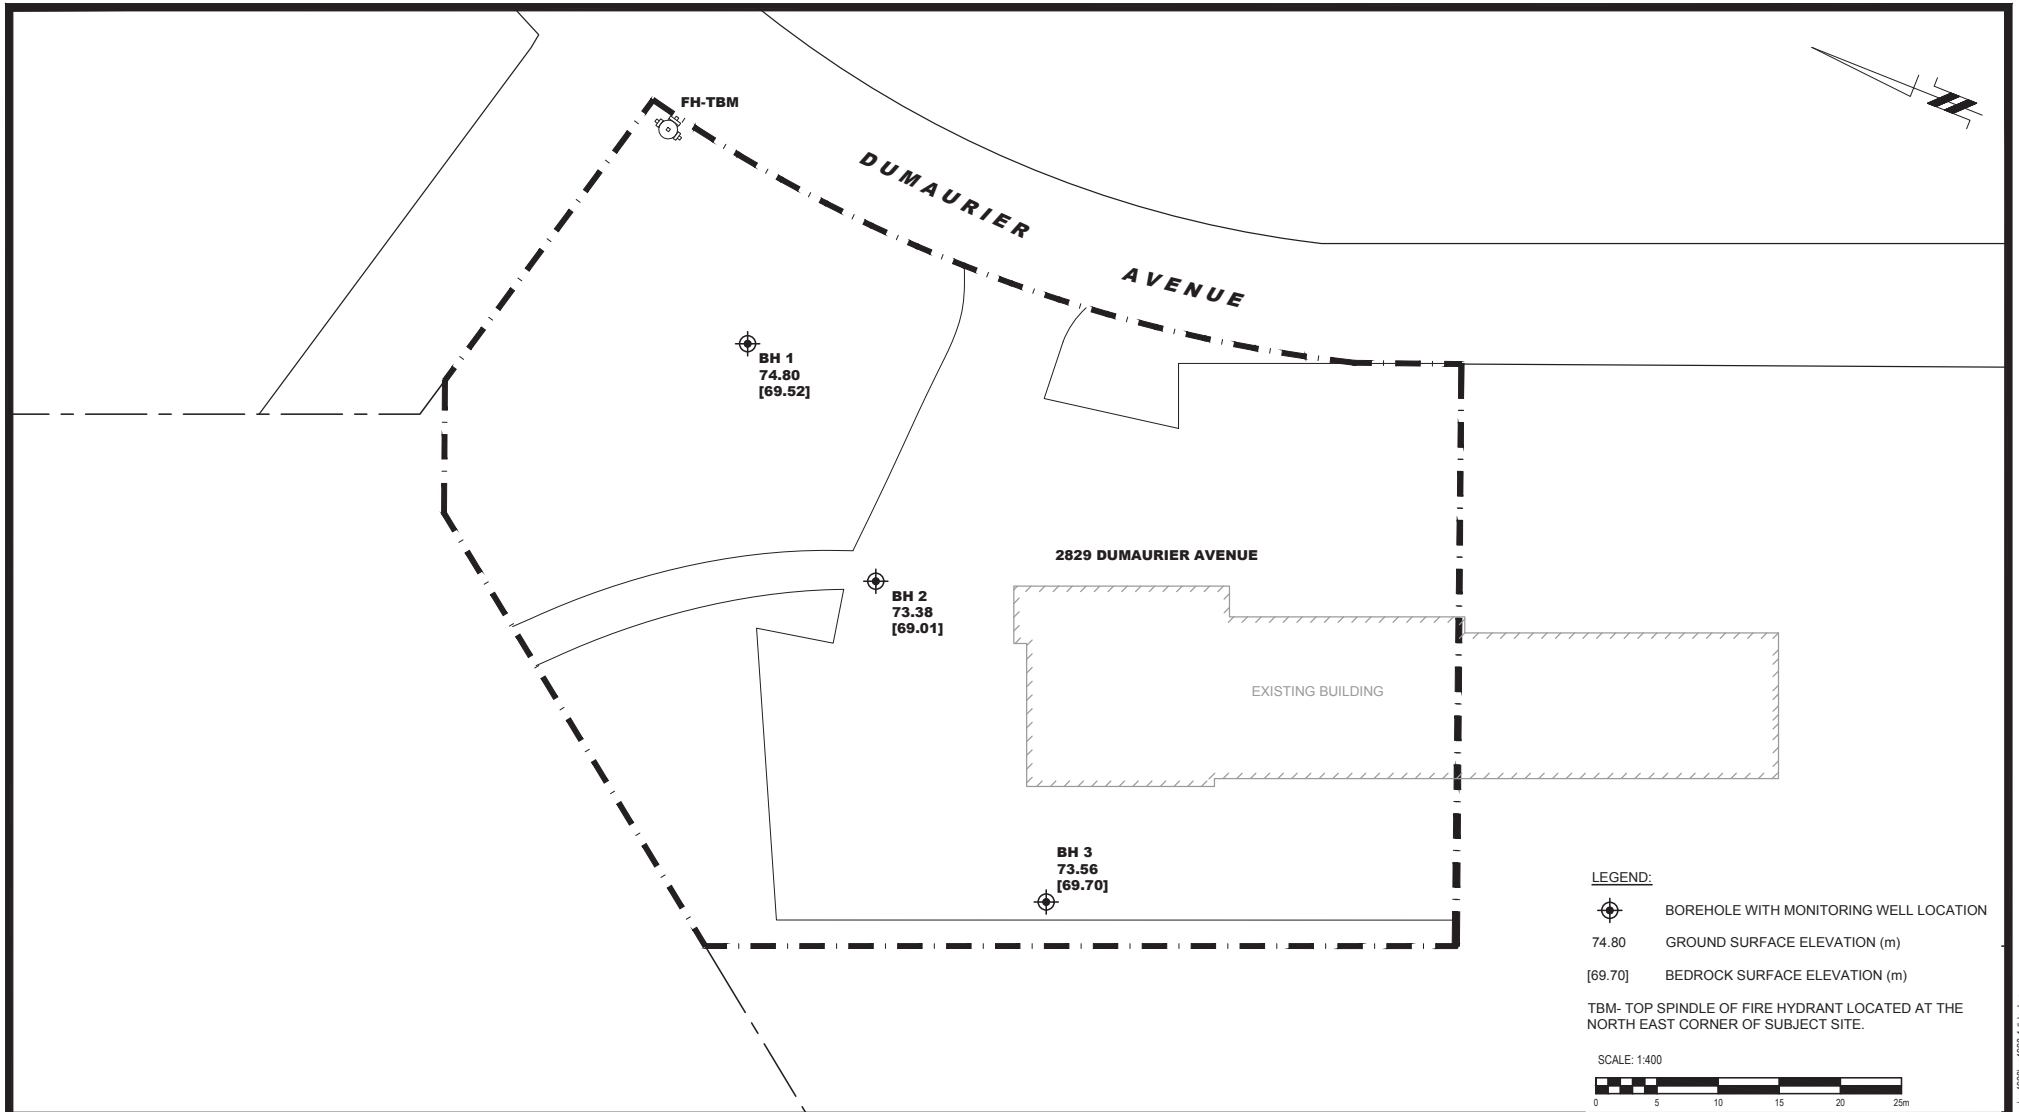 FH-TBM
DUMAURIER
AVENUE
BH 1
74.80
[69.52]
2829 DUMAURIER AVENUE
BH 2
73.38
[69.01]
EXISTING BUILDING
BH 3
73.56
[69.70]
LEGEND:
BOREHOLE WITH MONITORING WELL LOCATION
74.80 GROUND SURFACE ELEVATION (m)
[69.70] BEDROCK SURFACE ELEVATION (m)
TBM- TOP SPINDLE OF FIRE HYDRANT LOCATED AT THE
NORTH EAST CORNER OF SUBJECT SITE.
SCALE: 1:400
0 5 10 15 20 25m